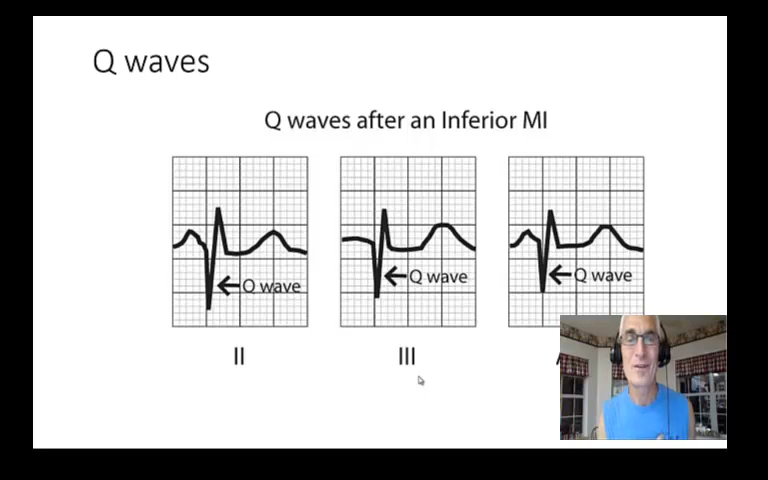 Q waves
Q waves after an Inferior MI
Q wave
Q wave
Q wave
II
III